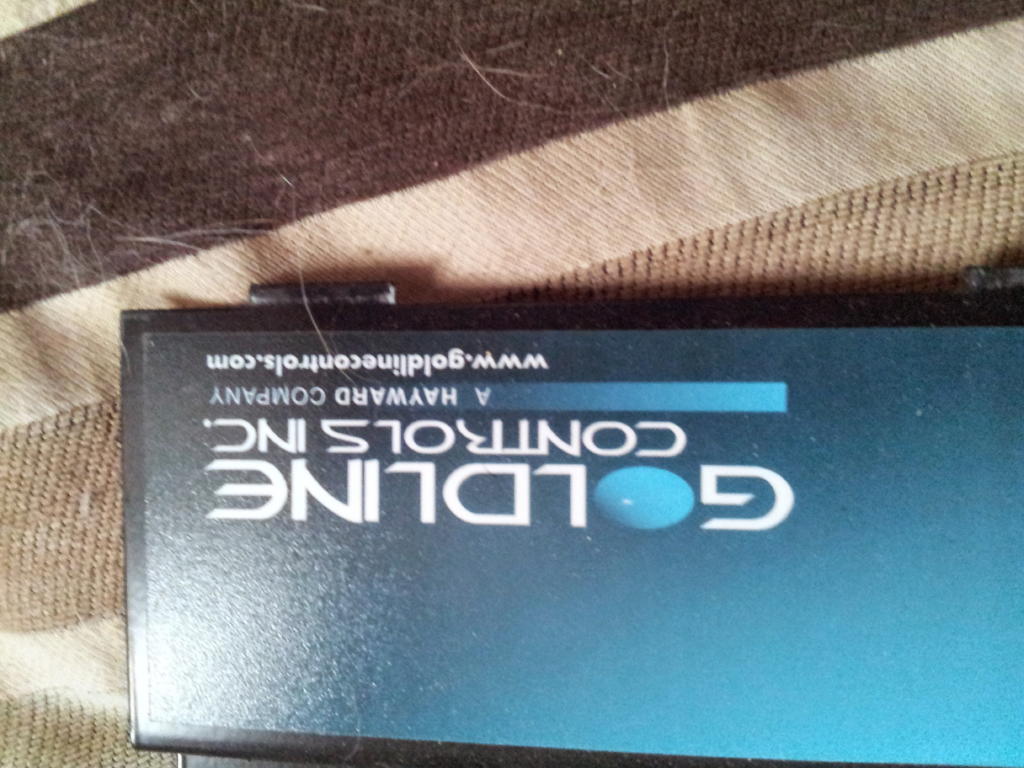 GOLDLINE
CONTROLS INC.
A HAYWARD COMPANY
www.goldlinecontrols.com